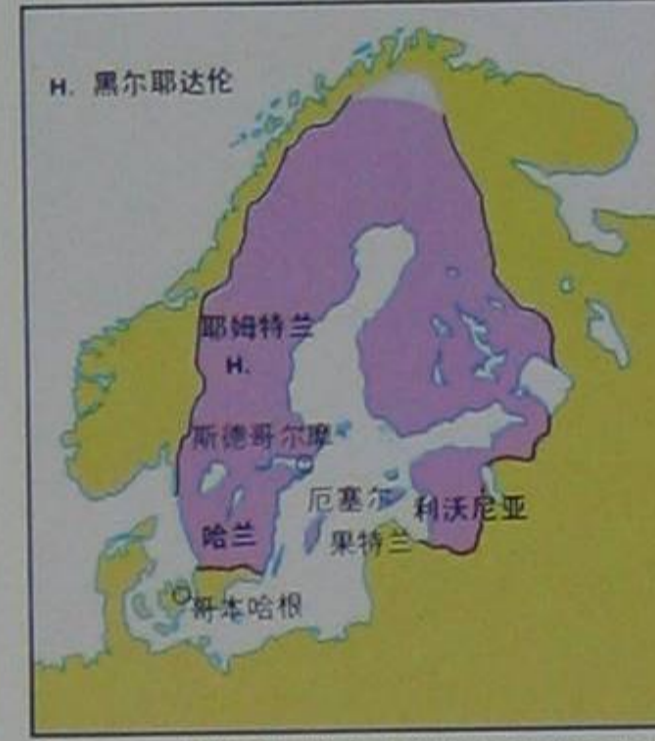 H. 黑尔耶达伦
耶姆特兰
H.
斯德哥尔摩
厄塞尔
利沃尼亚
哈兰
果特兰
哥本哈根